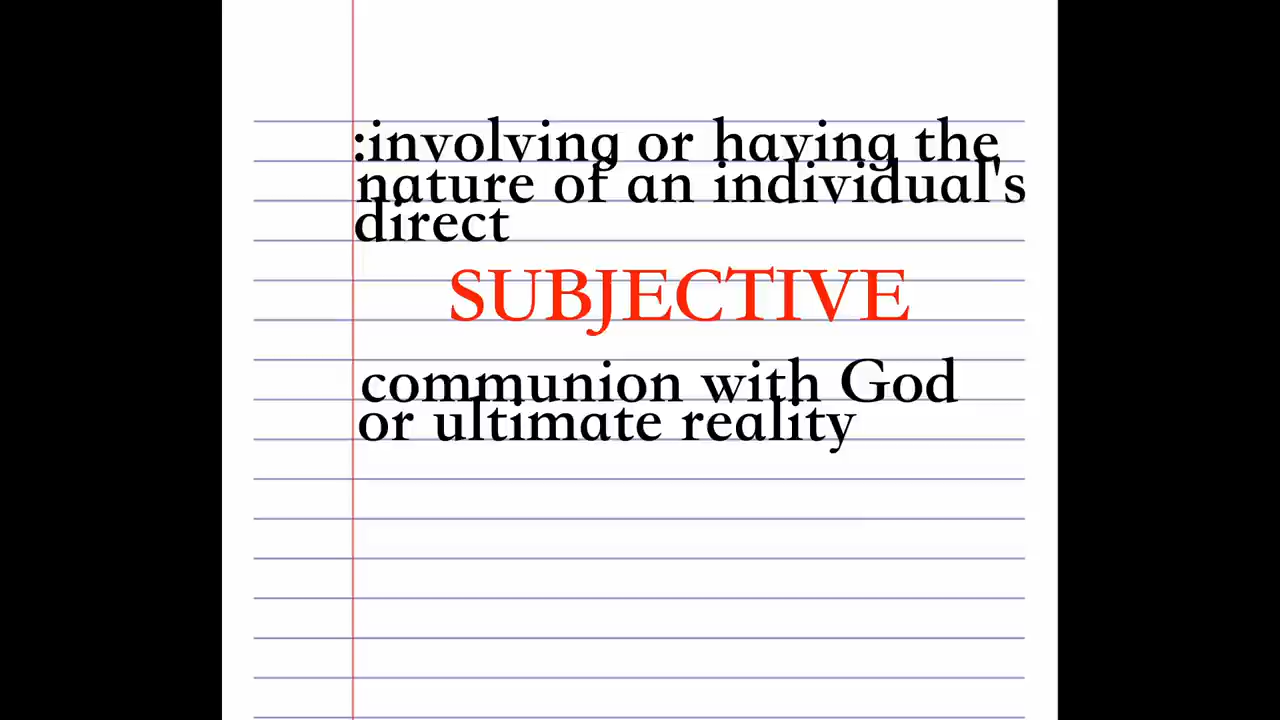 :involving or having the
nature of an individual's
direct
SUBJECTIVE
communion with God
or ultimate reality